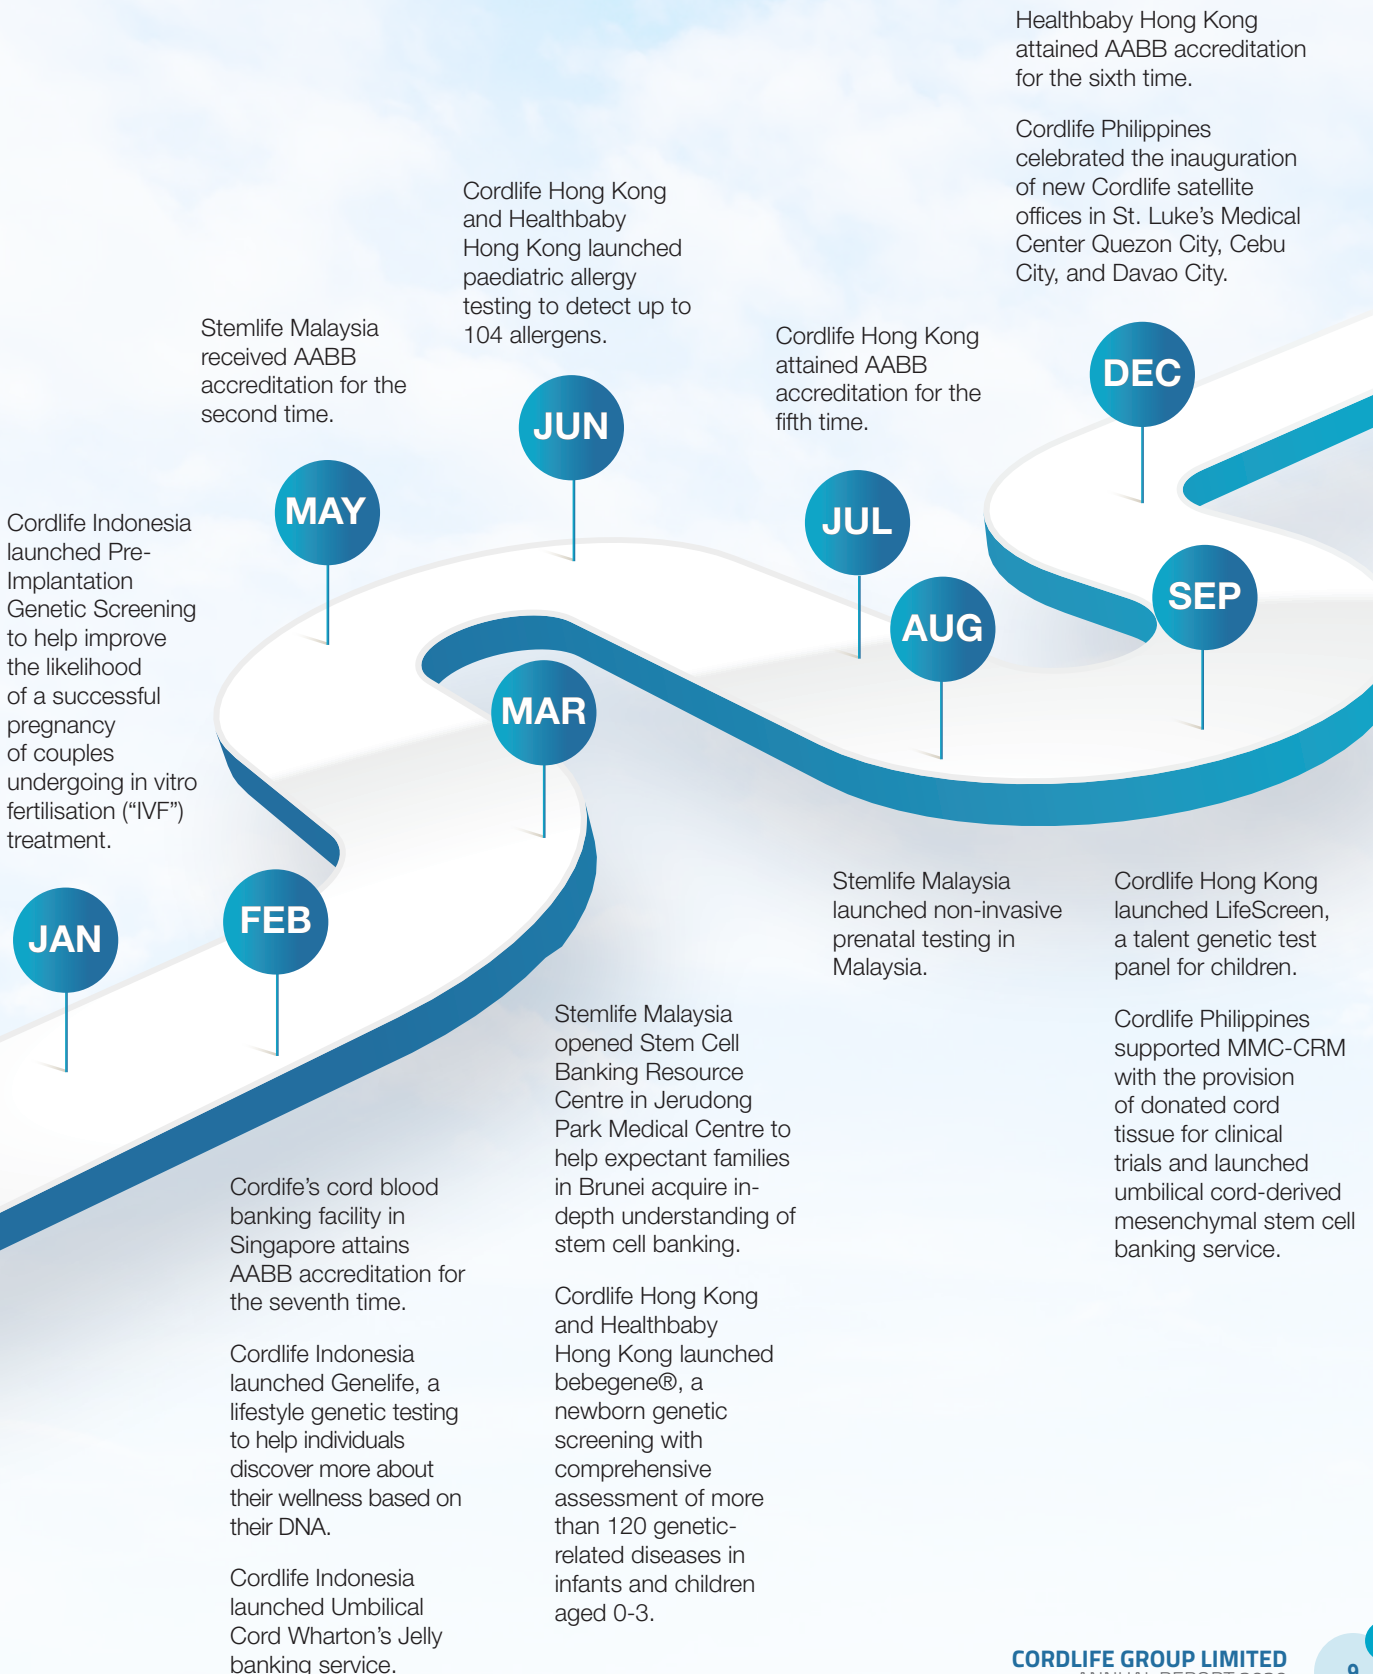 Healthbaby Hong Kong
attained AABB accreditation
for the sixth time.
Cordlife Philippines
celebrated the inauguration
of new Cordlife satellite
offices in St. Luke's Medical
Center Quezon City, Cebu
City, and Davao City.
DEC
Cordlife Hong Kong
and Healthbaby
Hong Kong launched
paediatric allergy
testing to detect up to
104 allergens.
JUN
Stemlife Malaysia
received AABB
accreditation for the
second time.
MAY
Cordlife Hong Kong
attained AABB
accreditation for the
fifth time.
JUL
Cordlife Indonesia
launched Pre-
Implantation
Genetic Screening
to help improve
the likelihood
of a successful
pregnancy
of couples
undergoing in vitro
fertilisation (“IVF”)
treatment.
JAN
FEB
MAR
AUG
SEP
Stemlife Malaysia
launched non-invasive
prenatal testing in
Malaysia.
Cordlife Hong Kong
launched LifeScreen,
a talent genetic test
panel for children.
Cordlife Philippines
supported MMC-CRM
with the provision
of donated cord
tissue for clinical
trials and launched
umbilical cord-derived
mesenchymal stem cell
banking service.
Stemlife Malaysia
opened Stem Cell
Banking Resource
Centre in Jerudong
Park Medical Centre to
help expectant families
in Brunei acquire in-
depth understanding of
stem cell banking.
Cordlife Hong Kong
and Healthbaby
Hong Kong launched
bebegene®, a
newborn genetic
screening with
comprehensive
assessment of more
than 120 genetic-
related diseases in
infants and children
aged 0-3.
Cordife's cord blood
banking facility in
Singapore attains
AABB accreditation for
the seventh time.
Cordlife Indonesia
launched Genelife, a
lifestyle genetic testing
to help individuals
discover more about
their wellness based on
their DNA.
Cordlife Indonesia
launched Umbilical
Cord Wharton's Jelly
banking service.
CORDLIFE GROUP LIMITED
ANNUAL REPORT
9